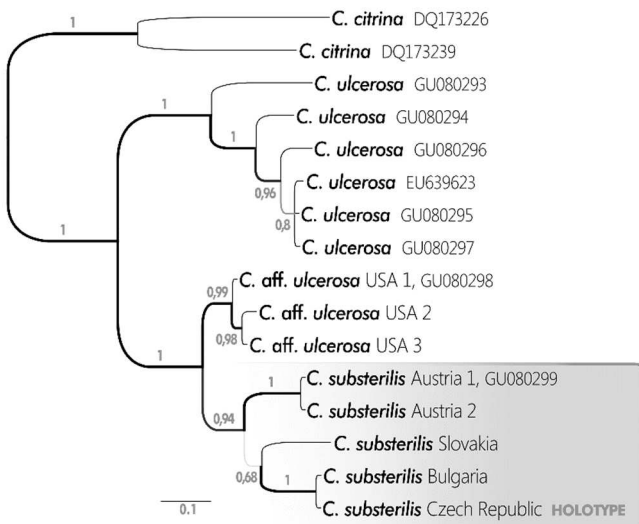 1
C. citrina DQ173226
C. citrina DQ173239
C. ulcerosa GU080293
1
C. ulcerosa GU080294
1
C. ulcerosa GU080296
C. ulcerosa EU639623
0,96
C. ulcerosa GU080295
0,8
1
C. ulcerosa GU080297
C. aff. ulcerosa USA 1, GU080298
0,99
C. aff. ulcerosa USA 2
0,98
C. aff. ulcerosa USA 3
1
C. substerilis Austria 1, GU080299
1
C. substerilis Austria 2
0,94
C. substerilis Slovakia
0,68
C. substerilis Bulgaria
1
C. substerilis Czech Republic HOLOTYPE
0.1